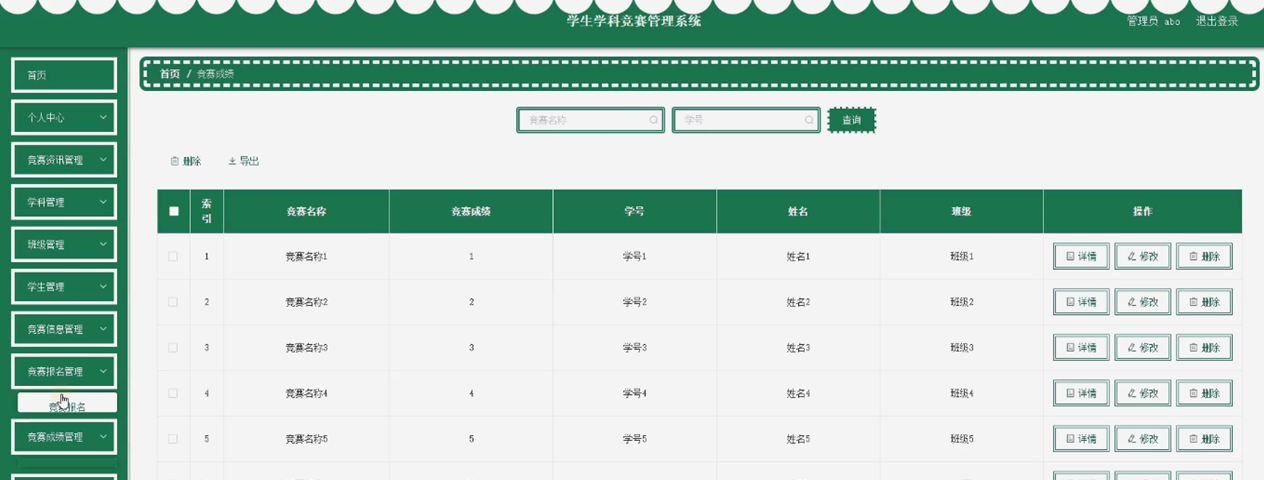 学生学科竞赛管理系统
管理员 abo 退出登录
首页
个人中心
竞赛资讯管理
学科管理
班级管理
学生管理
竞赛信息管理
竞赛报名管理
竞赛成绩管理
首页 / 竞赛成绩
竞赛名称 学号 查询
删除 导出
索引 竞赛名称 竞赛成绩 学号 姓名 班级 操作
1 竞赛名称1 1 学号1 姓名1 班级1 详情 修改 删除
2 竞赛名称2 2 学号2 姓名2 班级2 详情 修改 删除
3 竞赛名称3 3 学号3 姓名3 班级3 详情 修改 删除
4 竞赛名称4 4 学号4 姓名4 班级4 详情 修改 删除
5 竞赛名称5 5 学号5 姓名5 班级5 详情 修改 删除